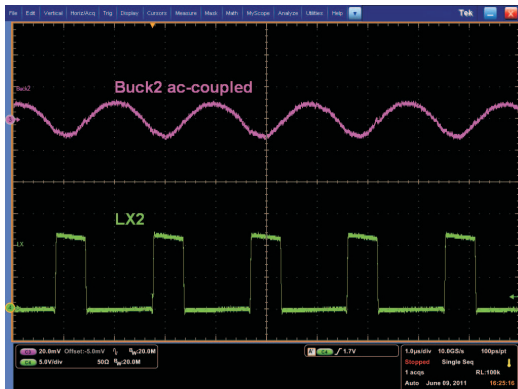 File Edit Vertical Horiz/Acq Trig Display Cursors Measure Mask Math MyScope Analyze Utilities Help Tek
Buck2
Buck2 ac-coupled
LX2
LX
20.0mV Offset:-5.0mV BW:20.0M
5.0V/div 50Ω BW:20.0M
A' 1.7V
1.0µs/div 10.0GS/s 100ps/pt
Stopped Single Seq
1 acqs RL:100k
Auto June 09, 2011 16:25:16